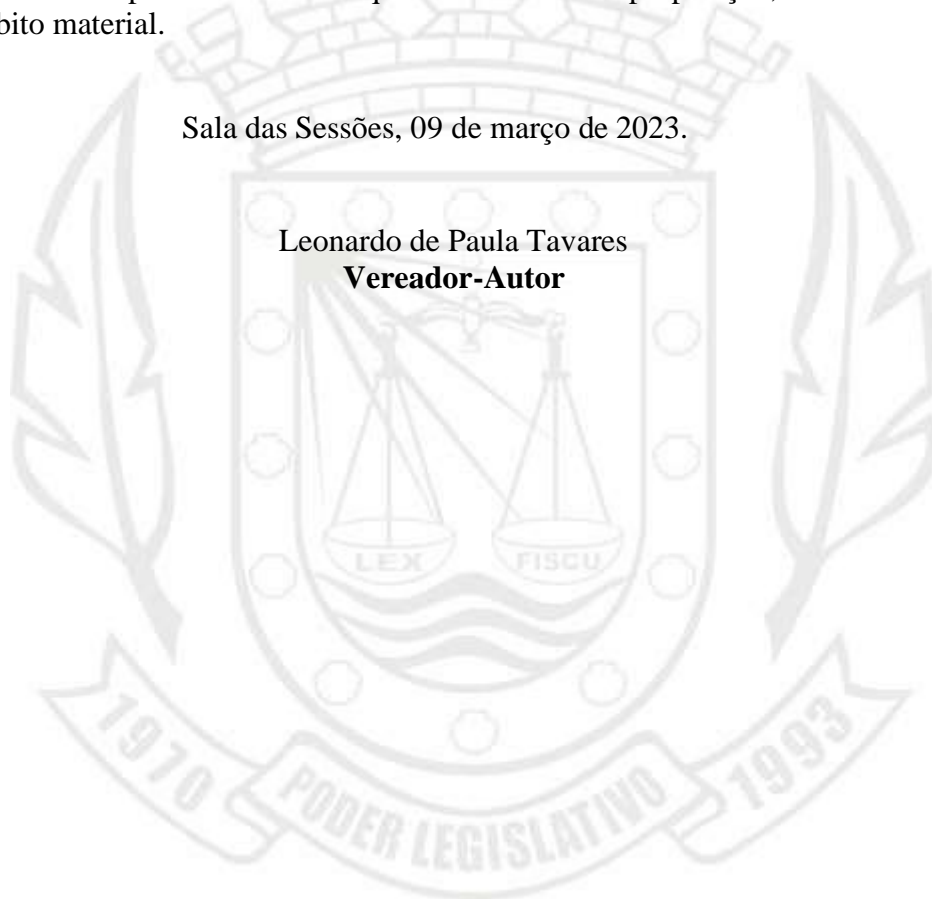 bito material.
Sala das Sessões, 09 de março de 2023.
Leonardo de Paula Tavares
Vereador-Autor
LEX
FISCU
1970
PODER LEGISLATIVO
1993